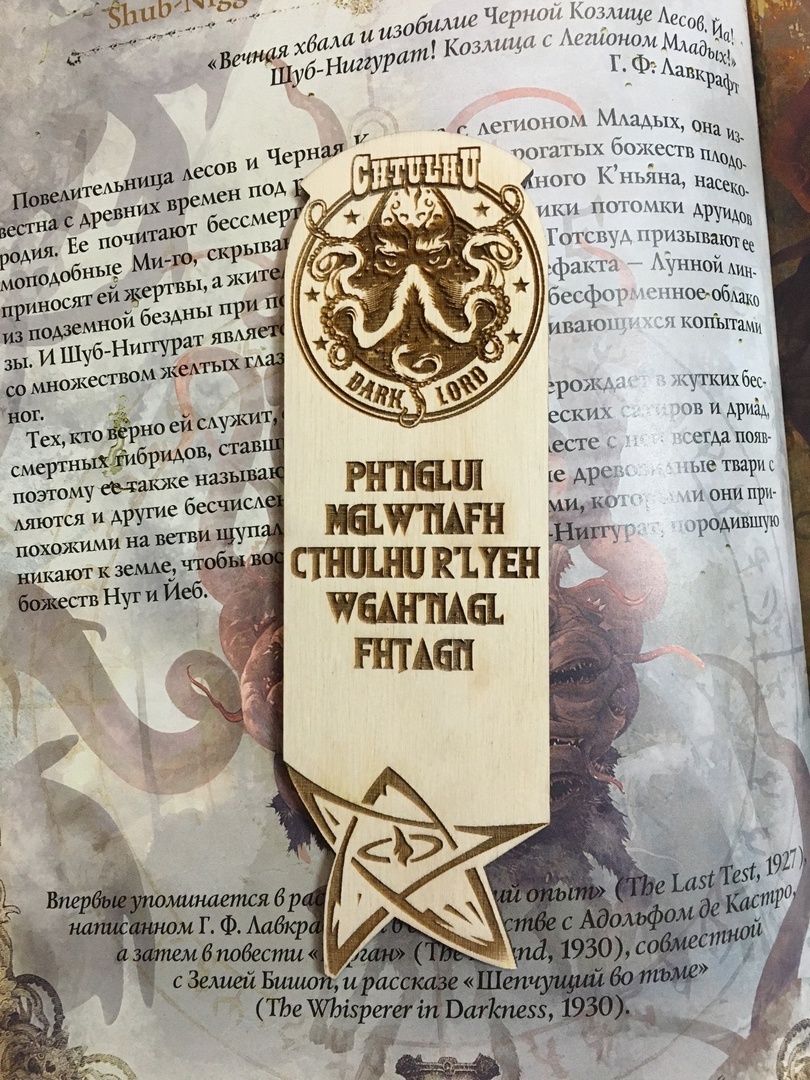 Shub-Nigg
«Вечная хвала и изобилие Черной Козлице Лесов. Йа!
Шуб-Ниггурат! Козлица с Легионом Младых!»
Г. Ф. Лавкрафт
Повелительница лесов и Черная К с легионом Младых, она из-
вестна с древних времен под рогатых божеств плодо-
родия. Ее почитают бессмерт ного К'ньяна, насеко-
моподобные Ми-го, скрыва ики потомки друидов
приносят ей жертвы, а жите Готсвуд призывают ее
из подземной бездны при по ефакта — Лунной лин-
зы. И Шуб-Ниггурат являет бесформенное облако
со множеством желтых глаз ивающихся копытами
ног.
Тех, кто верно ей служит, ерождает в жутких бес-
смертных гибридов, ставш ческих сатиров и дриад,
поэтому ее также называю месте с ней всегда появ-
ляются и другие бесчислен е древовидные твари с
похожими на ветви щупал ми, которыми они при-
никают к земле, чтобы вос -Ниггурат, породившую
божеств Нуг и Йеб.
CHTULHU
DARK LORD
PH'NGLUI
MGLW'NAFH
CTHULHU R'LYEH
WGAH'NAGL
FHTAGN
Впервые упоминается в рас ий опыт» (The Last Test, 1927),
написанном Г. Ф. Лавкра стве с Адольфом де Кастро,
а затем в повести « рган» (The und, 1930), совместной
с Зелией Бишоп, и рассказе «Шепчущий во тьме»
(The Whisperer in Darkness, 1930).